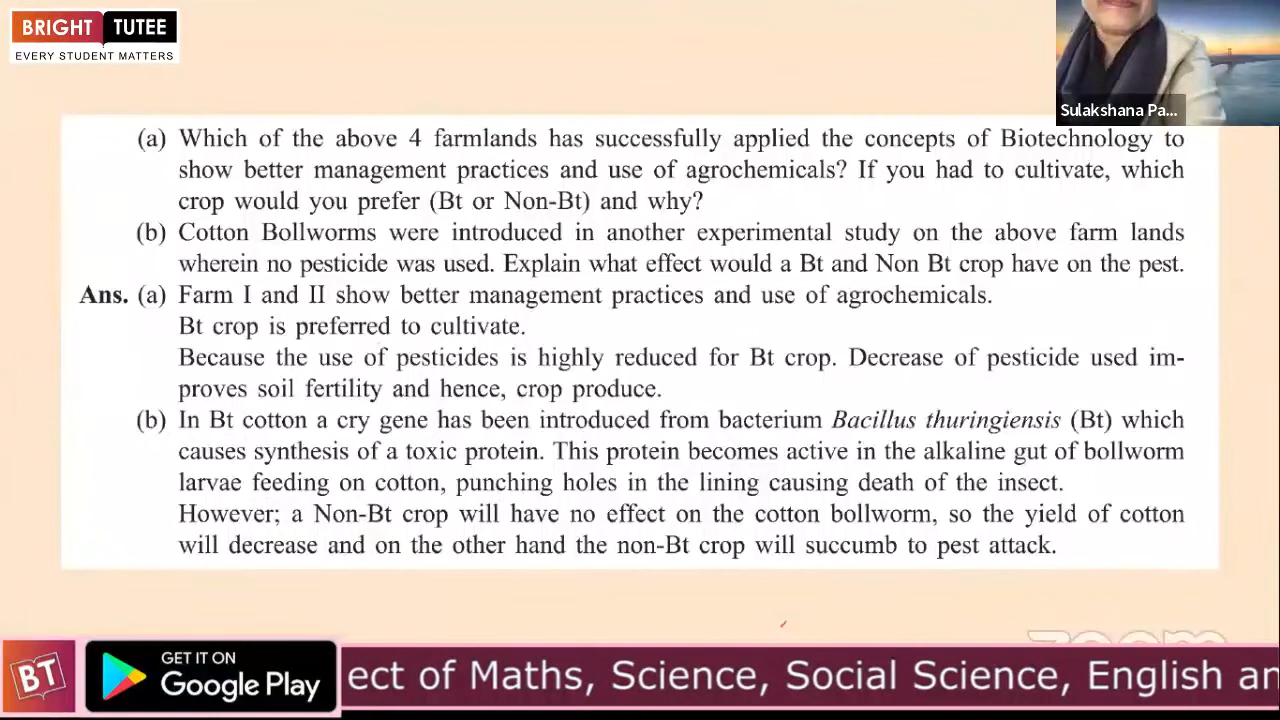 BRIGHT TUTEE
EVERY STUDENT MATTERS
Sulakshana Pa...
(a) Which of the above 4 farmlands has successfully applied the concepts of Biotechnology to
show better management practices and use of agrochemicals? If you had to cultivate, which
crop would you prefer (Bt or Non-Bt) and why?
(b) Cotton Bollworms were introduced in another experimental study on the above farm lands
wherein no pesticide was used. Explain what effect would a Bt and Non Bt crop have on the pest.
Ans. (a) Farm I and II show better management practices and use of agrochemicals.
Bt crop is preferred to cultivate.
Because the use of pesticides is highly reduced for Bt crop. Decrease of pesticide used im-
proves soil fertility and hence, crop produce.
(b) In Bt cotton a cry gene has been introduced from bacterium Bacillus thuringiensis (Bt) which
causes synthesis of a toxic protein. This protein becomes active in the alkaline gut of bollworm
larvae feeding on cotton, punching holes in the lining causing death of the insect.
However; a Non-Bt crop will have no effect on the cotton bollworm, so the yield of cotton
will decrease and on the other hand the non-Bt crop will succumb to pest attack.
zoom
BT
GET IT ON
Google Play
ect of Maths, Science, Social Science, English an